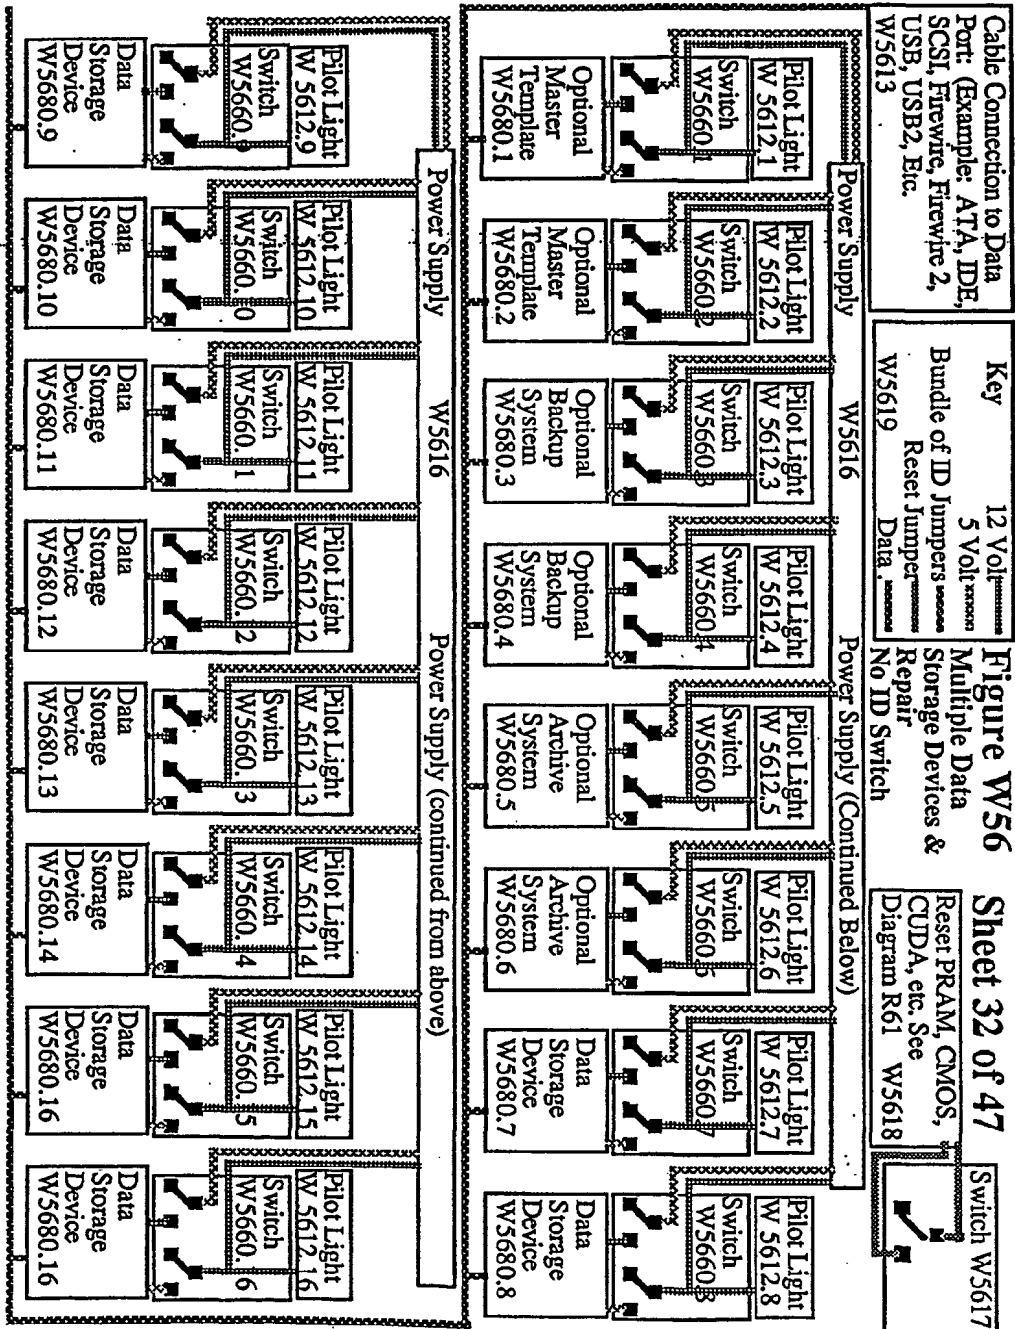 Cable Connection to Data
Port: (Example: ATA, IDE,
SCSI, Firewire, Firewire 2,
USB, USB2, Etc.
W5613
Key
12 Volt
5 Volt
Bundle of ID Jumpers
Reset Jumper
W5619
Data
Figure W56
Multiple Data
Storage Devices &
Repair
No ID Switch
Sheet 32 of 47
Reset PRAM, CMOS,
CUDA, etc. See
Diagram R61 W5618
Switch W5617
Power Supply W5616 Power Supply (Continued Below)
Pilot Light
W 5612.1
Switch
W5660.1
Optional
Master
Template
W5680.1
Pilot Light
W 5612.2
Switch
W5660.2
Optional
Master
Template
W5680.2
Pilot Light
W 5612.3
Switch
W5660.3
Optional
Backup
System
W5680.3
Pilot Light
W 5612.4
Switch
W5660.4
Optional
Backup
System
W5680.4
Pilot Light
W 5612.5
Switch
W5660.5
Optional
Archive
System
W5680.5
Pilot Light
W 5612.6
Switch
W5660.5
Optional
Archive
System
W5680.6
Pilot Light
W 5612.7
Switch
W5660.7
Data
Storage
Device
W5680.7
Pilot Light
W 5612.8
Switch
W5660.8
Data
Storage
Device
W5680.8
Power Supply W5616 Power Supply (continued from above)
Pilot Light
W 5612.9
Switch
W5660. 9
Data
Storage
Device
W5680.9
Pilot Light
W 5612.10
Switch
W5660. 0
Data
Storage
Device
W5680.10
Pilot Light
W 5612.11
Switch
W5660. 1
Data
Storage
Device
W5680.11
Pilot Light
W 5612.12
Switch
W5660. 2
Data
Storage
Device
W5680.12
Pilot Light
W 5612.13
Switch
W5660. 3
Data
Storage
Device
W5680.13
Pilot Light
W 5612.14
Switch
W5660. 4
Data
Storage
Device
W5680.14
Pilot Light
W 5612.15
Switch
W5660. 5
Data
Storage
Device
W5680.16
Pilot Light
W 5612.16
Switch
W5660. 6
Data
Storage
Device
W5680.16